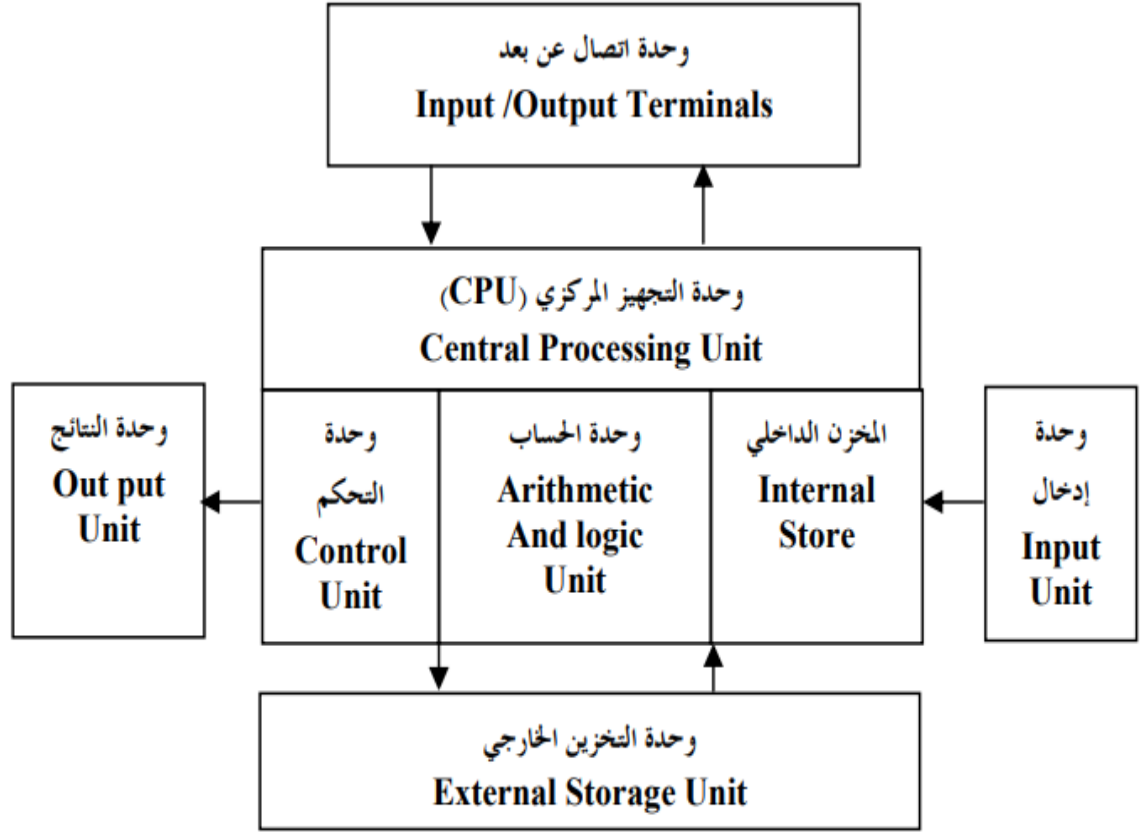 وحدة اتصال عن بعد
Input /Output Terminals
وحدة التجهيز المركزي (CPU)
Central Processing Unit
وحدة
إدخال
Input
Unit
المخزن الداخلي
Internal
Store
وحدة الحساب
Arithmetic
And logic
Unit
وحدة
التحكم
Control
Unit
وحدة النتائج
Out put
Unit
وحدة التخزين الخارجي
External Storage Unit